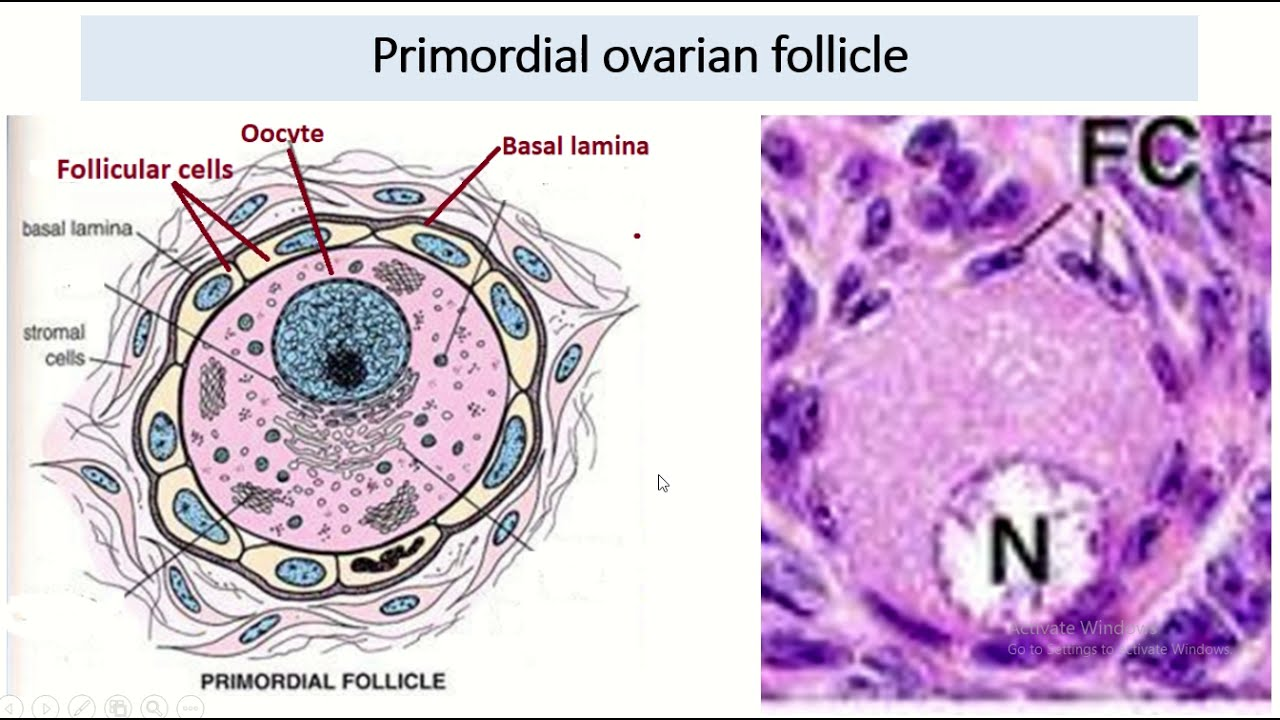 Primordial ovarian follicle
Oocyte
Basal lamina
Follicular cells
basal lamina
stromal
cells
PRIMORDIAL FOLLICLE
FC
N
Activate Windows
Go to Settings to activate Windows.